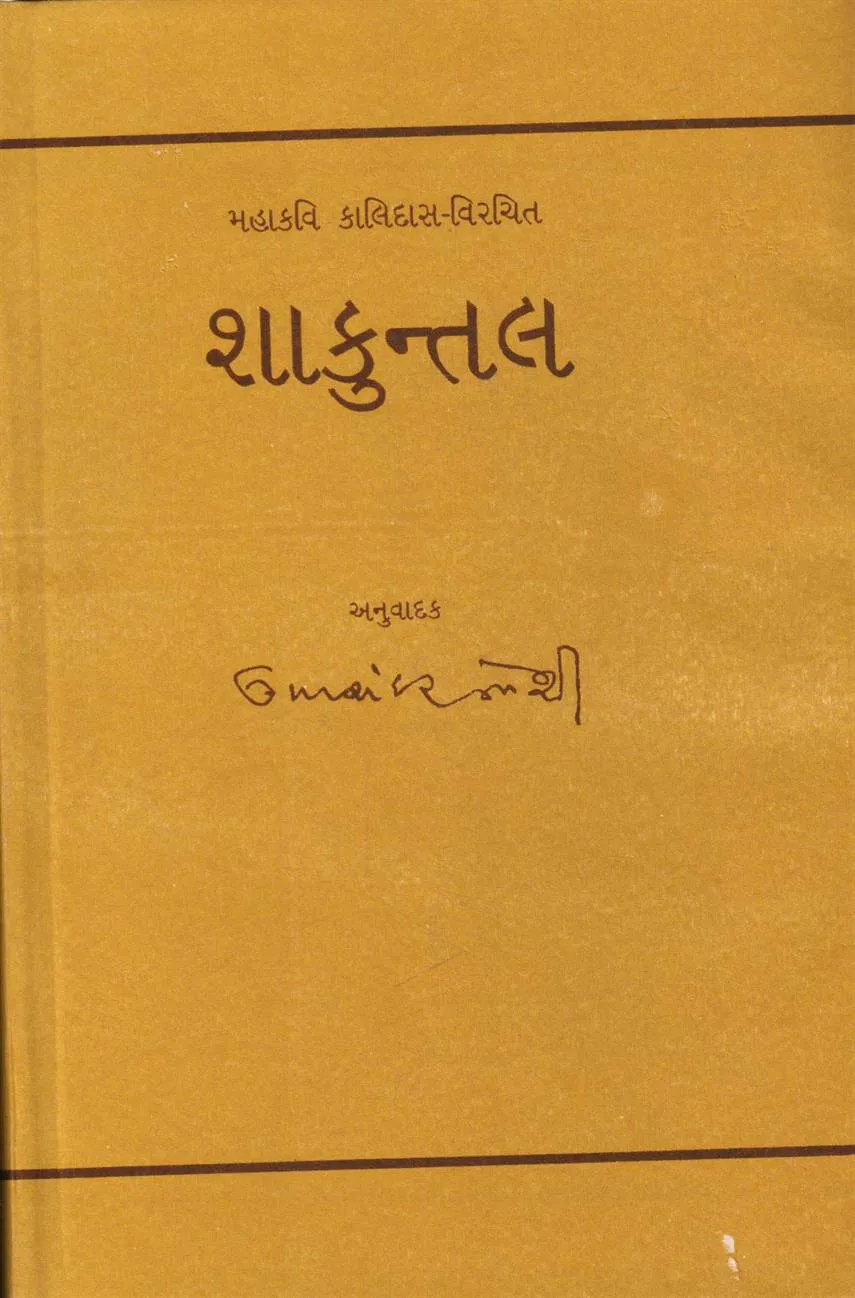 મહાકવિ કાલિદાસ-વિરચિત
શાકુન્તલ
અનુવાદક
ઉમાશંકર જોશી